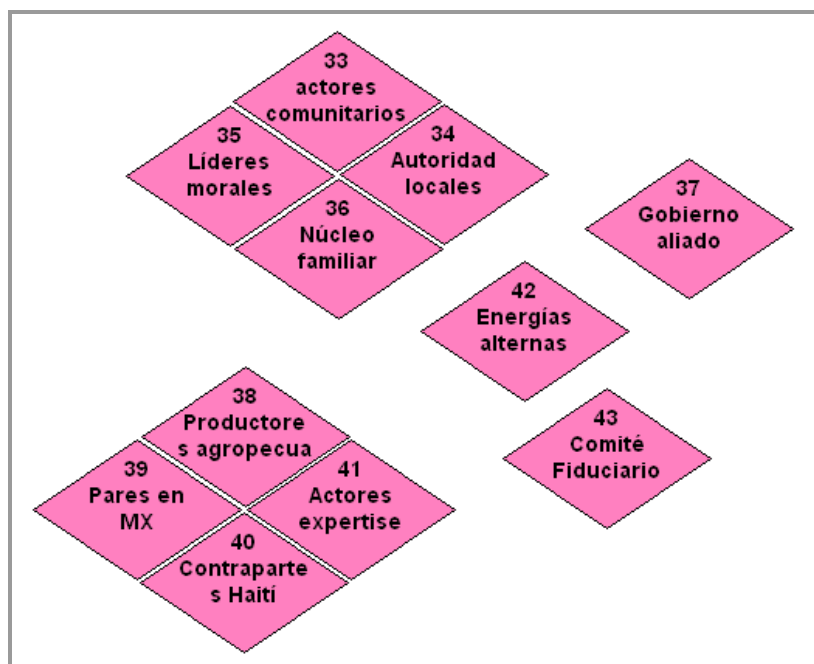 33
actores
comunitarios
35
Líderes
morales
34
Autoridad
locales
36
Núcleo
familiar
37
Gobierno
aliado
42
Energías
alternas
38
Productore
s agropecua
39
Pares en
MX
41
Actores
expertise
40
Contraparte
s Haití
43
Comité
Fiduciario